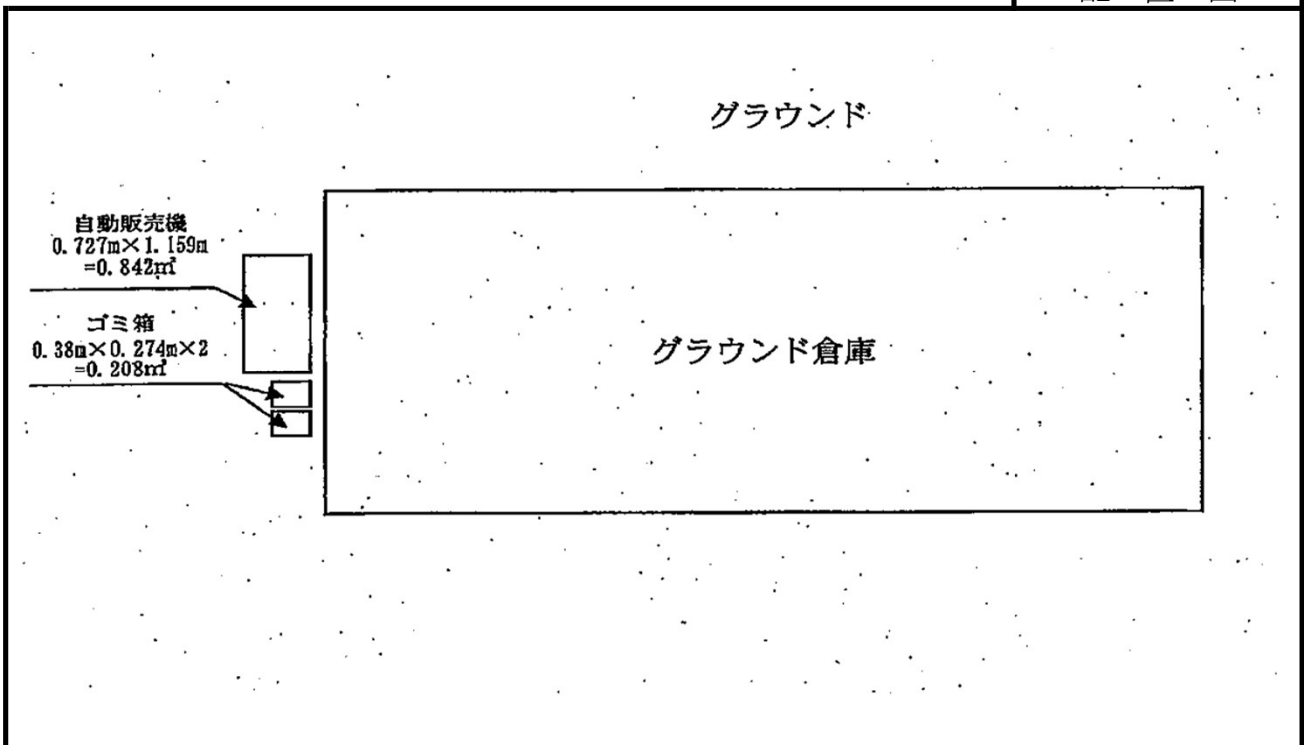 グラウンド
自動販売機
0.727m×1.159m
=0.842㎡
ゴミ箱
0.38m×0.274m×2
=0.208㎡
グラウンド倉庫